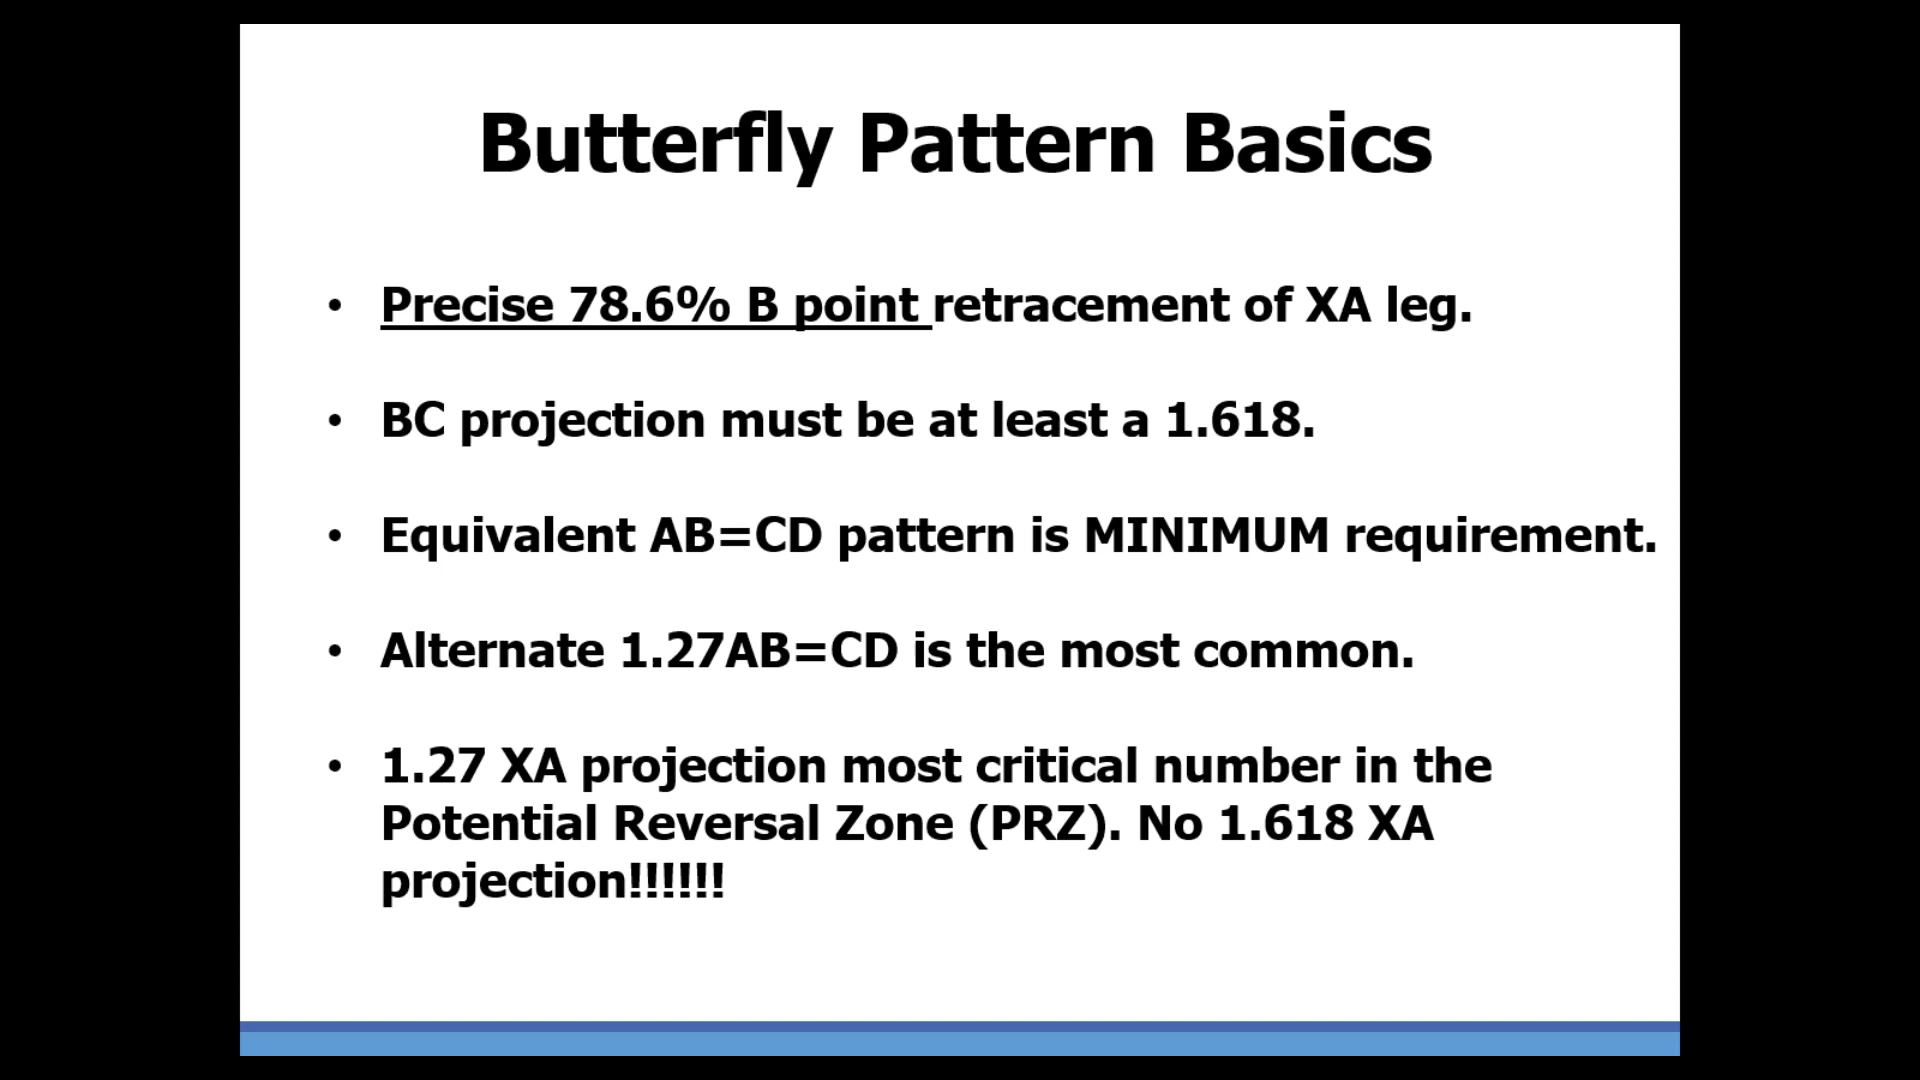 Butterfly Pattern Basics
• Precise 78.6% B point retracement of XA leg.
• BC projection must be at least a 1.618.
• Equivalent AB=CD pattern is MINIMUM requirement.
• Alternate 1.27AB=CD is the most common.
• 1.27 XA projection most critical number in the
Potential Reversal Zone (PRZ). No 1.618 XA
projection!!!!!!